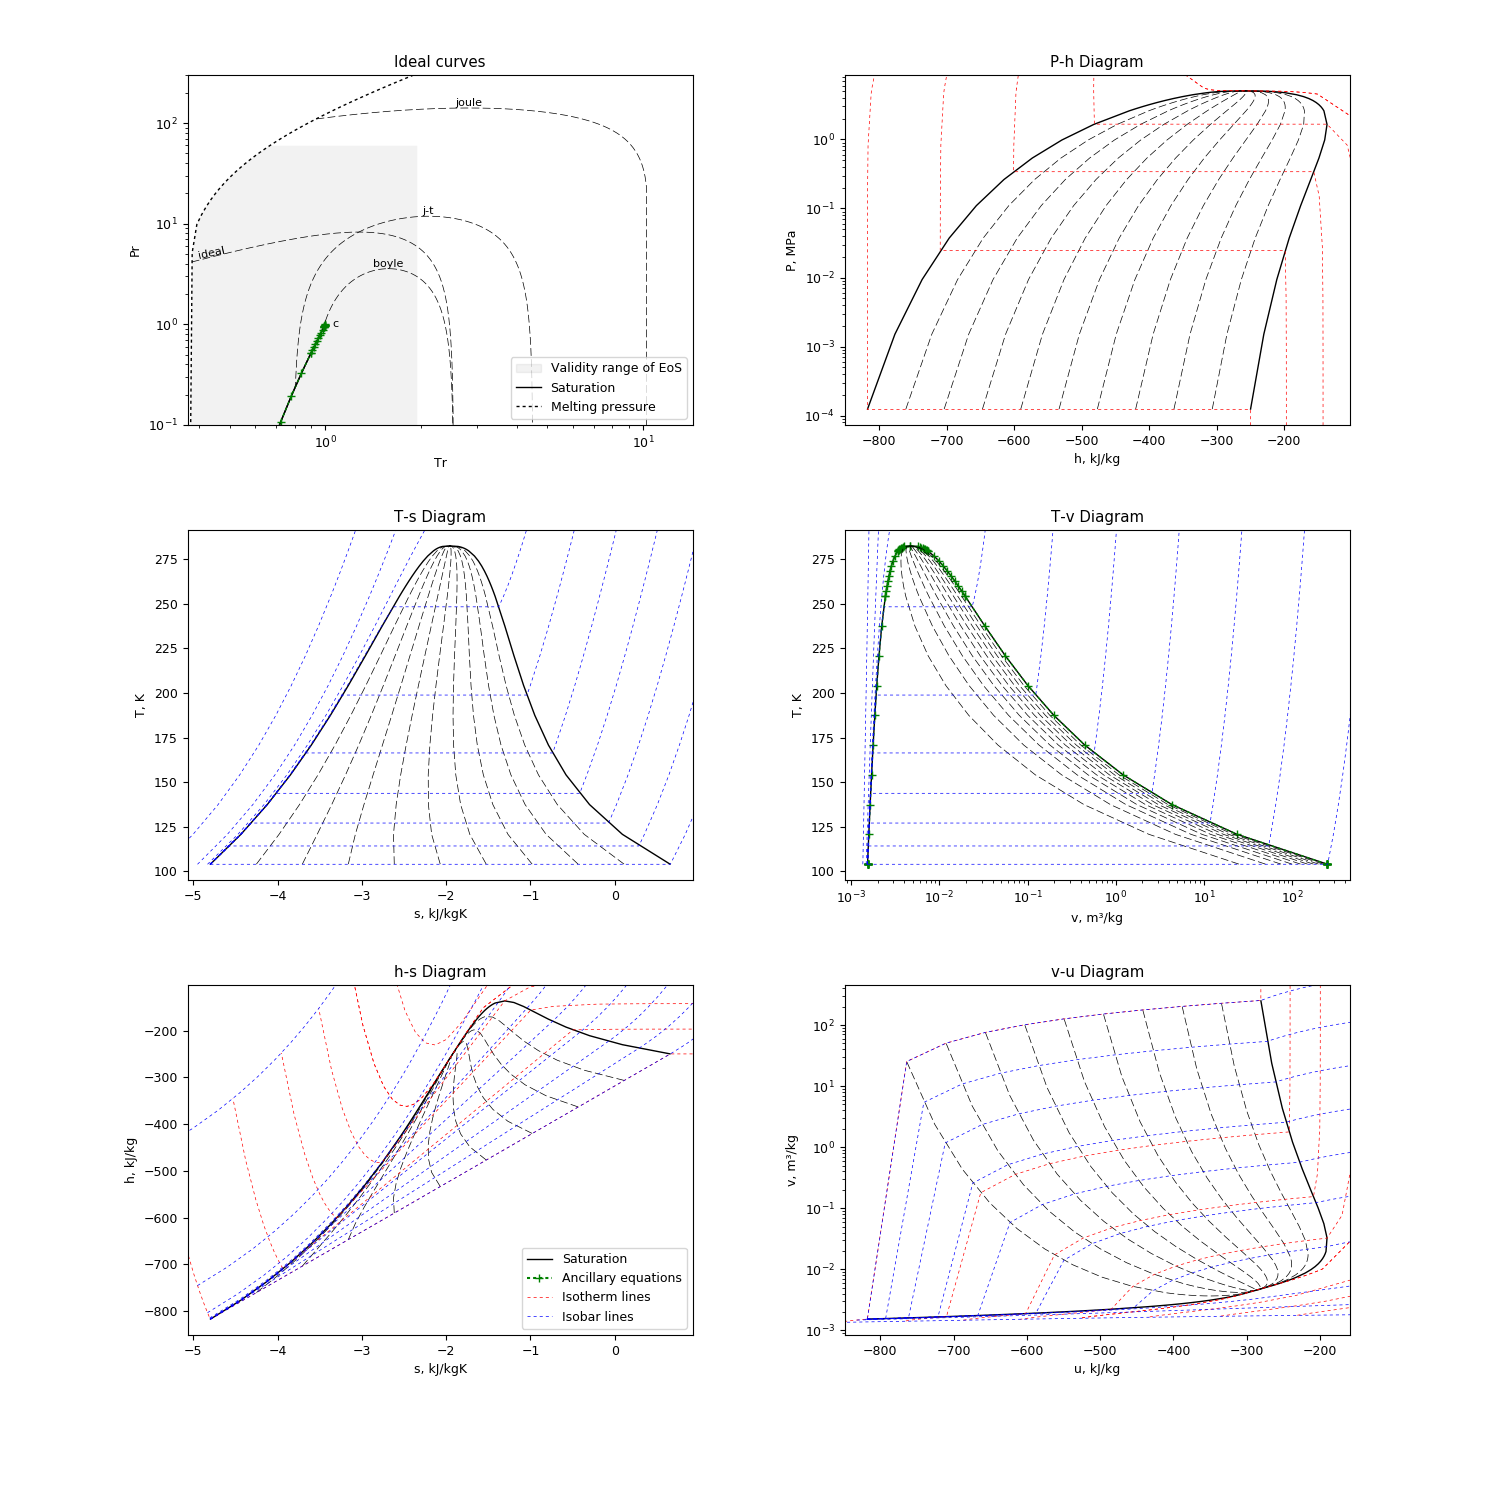 Ideal curves
10²
10¹
10⁰
10⁻¹
Pr
joule
j-t
ideal
boyle
c
Validity range of EoS
Saturation
Melting pressure
10⁰
10¹
Tr
P-h Diagram
10⁰
10⁻¹
10⁻²
10⁻³
10⁻⁴
P, MPa
−800 −700 −600 −500 −400 −300 −200
h, kJ/kg
T-s Diagram
275
250
225
200
175
150
125
100
T, K
−5 −4 −3 −2 −1 0
s, kJ/kgK
T-v Diagram
275
250
225
200
175
150
125
100
T, K
10⁻³ 10⁻² 10⁻¹ 10⁰ 10¹ 10²
v, m³/kg
h-s Diagram
−200
−300
−400
−500
−600
−700
−800
h, kJ/kg
Saturation
Ancillary equations
Isotherm lines
Isobar lines
−5 −4 −3 −2 −1 0
s, kJ/kgK
v-u Diagram
10²
10¹
10⁰
10⁻¹
10⁻²
10⁻³
v, m³/kg
−800 −700 −600 −500 −400 −300 −200
u, kJ/kg